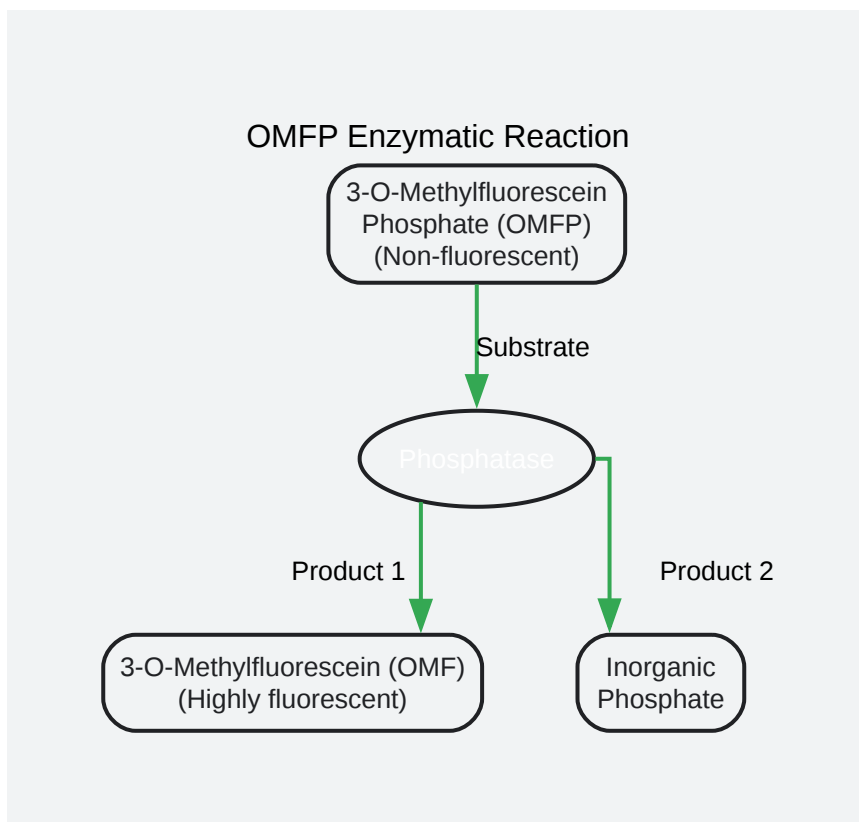 OMFP Enzymatic Reaction
3-O-Methylfluorescein
Phosphate (OMFP)
(Non-fluorescent)
Substrate
Phosphatase
Product 1
Product 2
3-O-Methylfluorescein (OMF)
(Highly fluorescent)
Inorganic
Phosphate